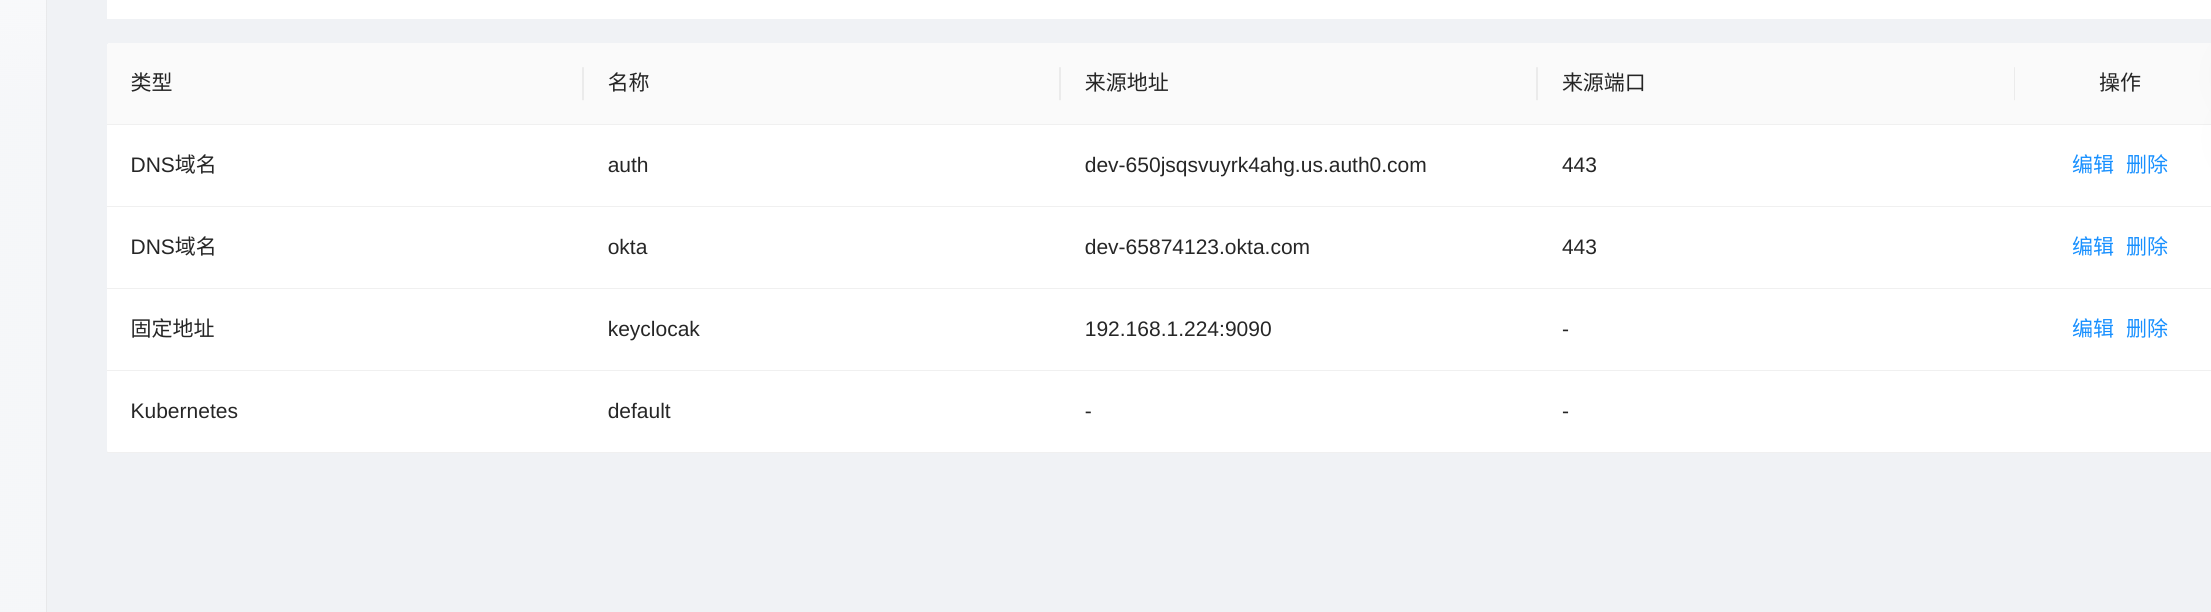 类型 名称 来源地址 来源端口 操作
DNS域名 auth dev-650jsqsvuyrk4ahg.us.auth0.com 443 编辑 删除
DNS域名 okta dev-65874123.okta.com 443 编辑 删除
固定地址 keyclocak 192.168.1.224:9090 - 编辑 删除
Kubernetes default - -